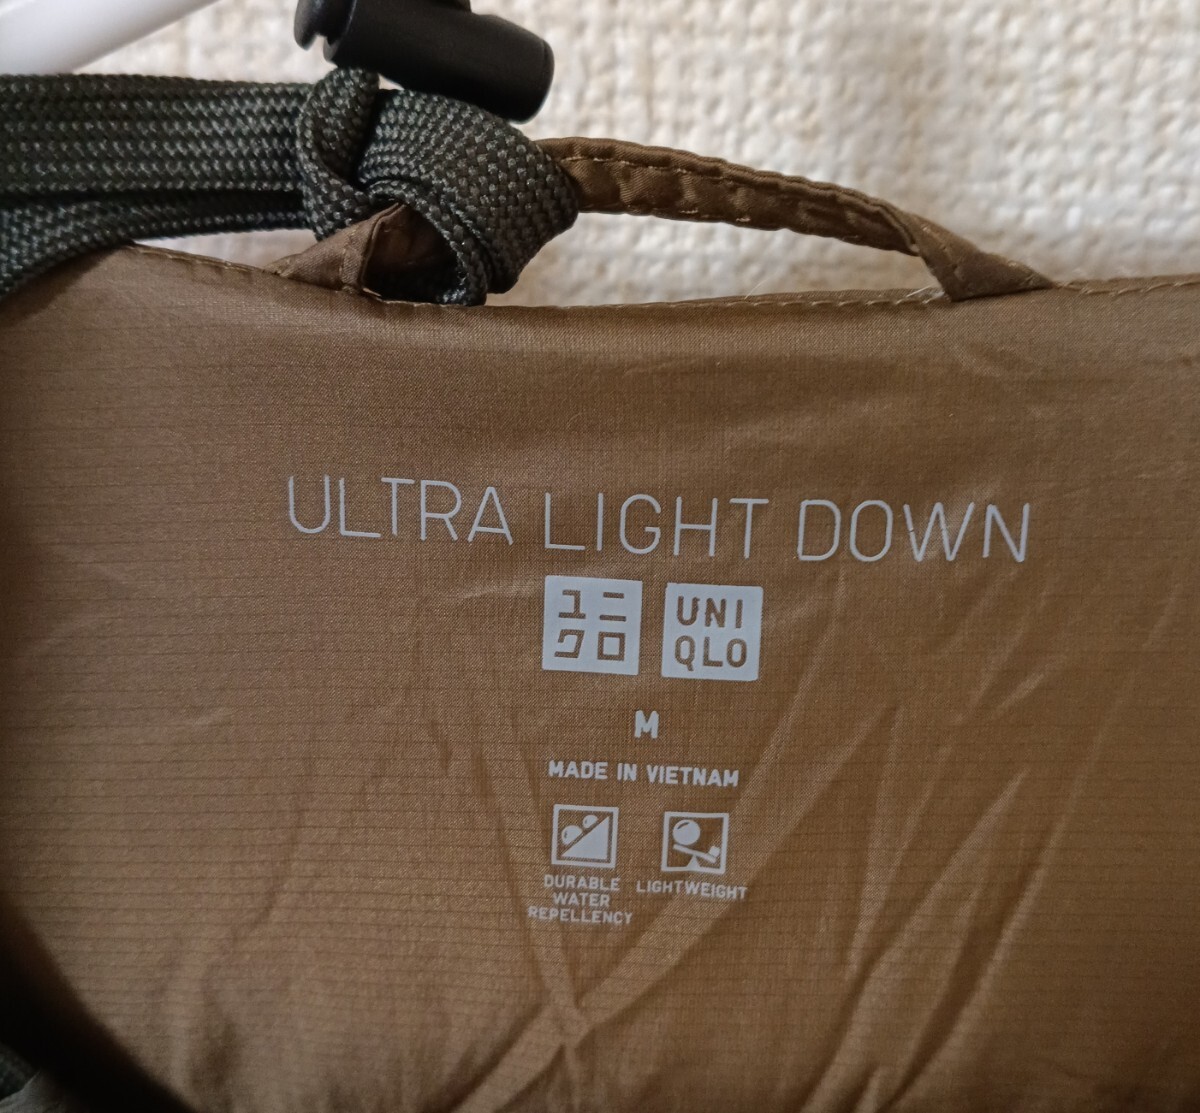 ULTRA LIGHT DOWN
ユニ
クロ
UNI
QLO
M
MADE IN VIETNAM
DURABLE
WATER
REPELLENCY
LIGHTWEIGHT